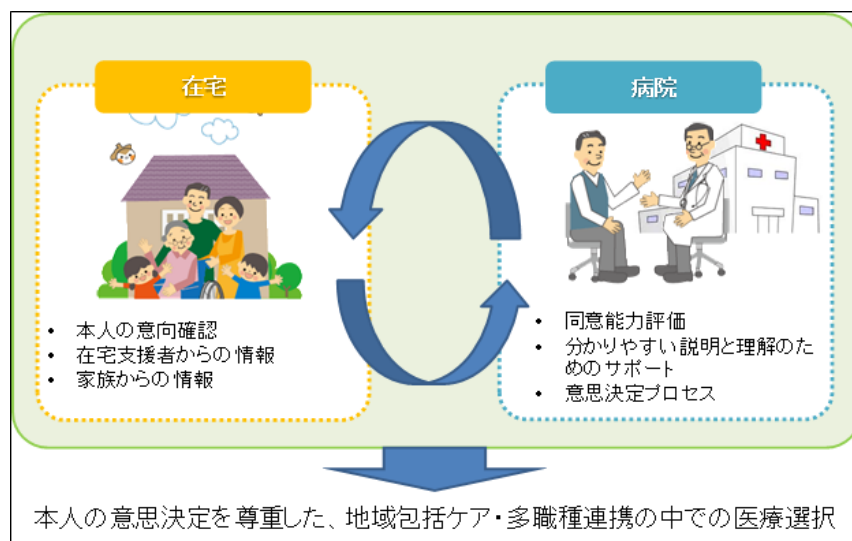 在宅
病院
• 本人の意向確認
• 在宅支援者からの情報
• 家族からの情報
• 同意能力評価
• 分かりやすい説明と理解のた
めのサポート
• 意思決定プロセス
本人の意思決定を尊重した、地域包括ケア・多職種連携の中での医療選択